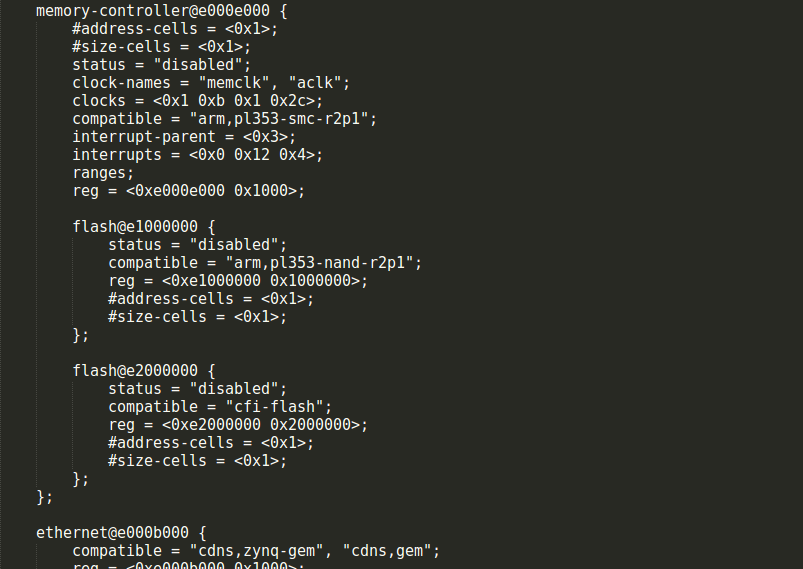 memory-controller@e000e000 {
#address-cells = <0x1>;
#size-cells = <0x1>;
status = "disabled";
clock-names = "memclk", "aclk";
clocks = <0x1 0xb 0x1 0x2c>;
compatible = "arm,pl353-smc-r2p1";
interrupt-parent = <0x3>;
interrupts = <0x0 0x12 0x4>;
ranges;
reg = <0xe000e000 0x1000>;
flash@e1000000 {
status = "disabled";
compatible = "arm,pl353-nand-r2p1";
reg = <0xe1000000 0x1000000>;
#address-cells = <0x1>;
#size-cells = <0x1>;
};
flash@e2000000 {
status = "disabled";
compatible = "cfi-flash";
reg = <0xe2000000 0x2000000>;
#address-cells = <0x1>;
#size-cells = <0x1>;
};
};
ethernet@e000b000 {
compatible = "cdns,zynq-gem", "cdns,gem";
reg = <0xe000b000 0x1000>;